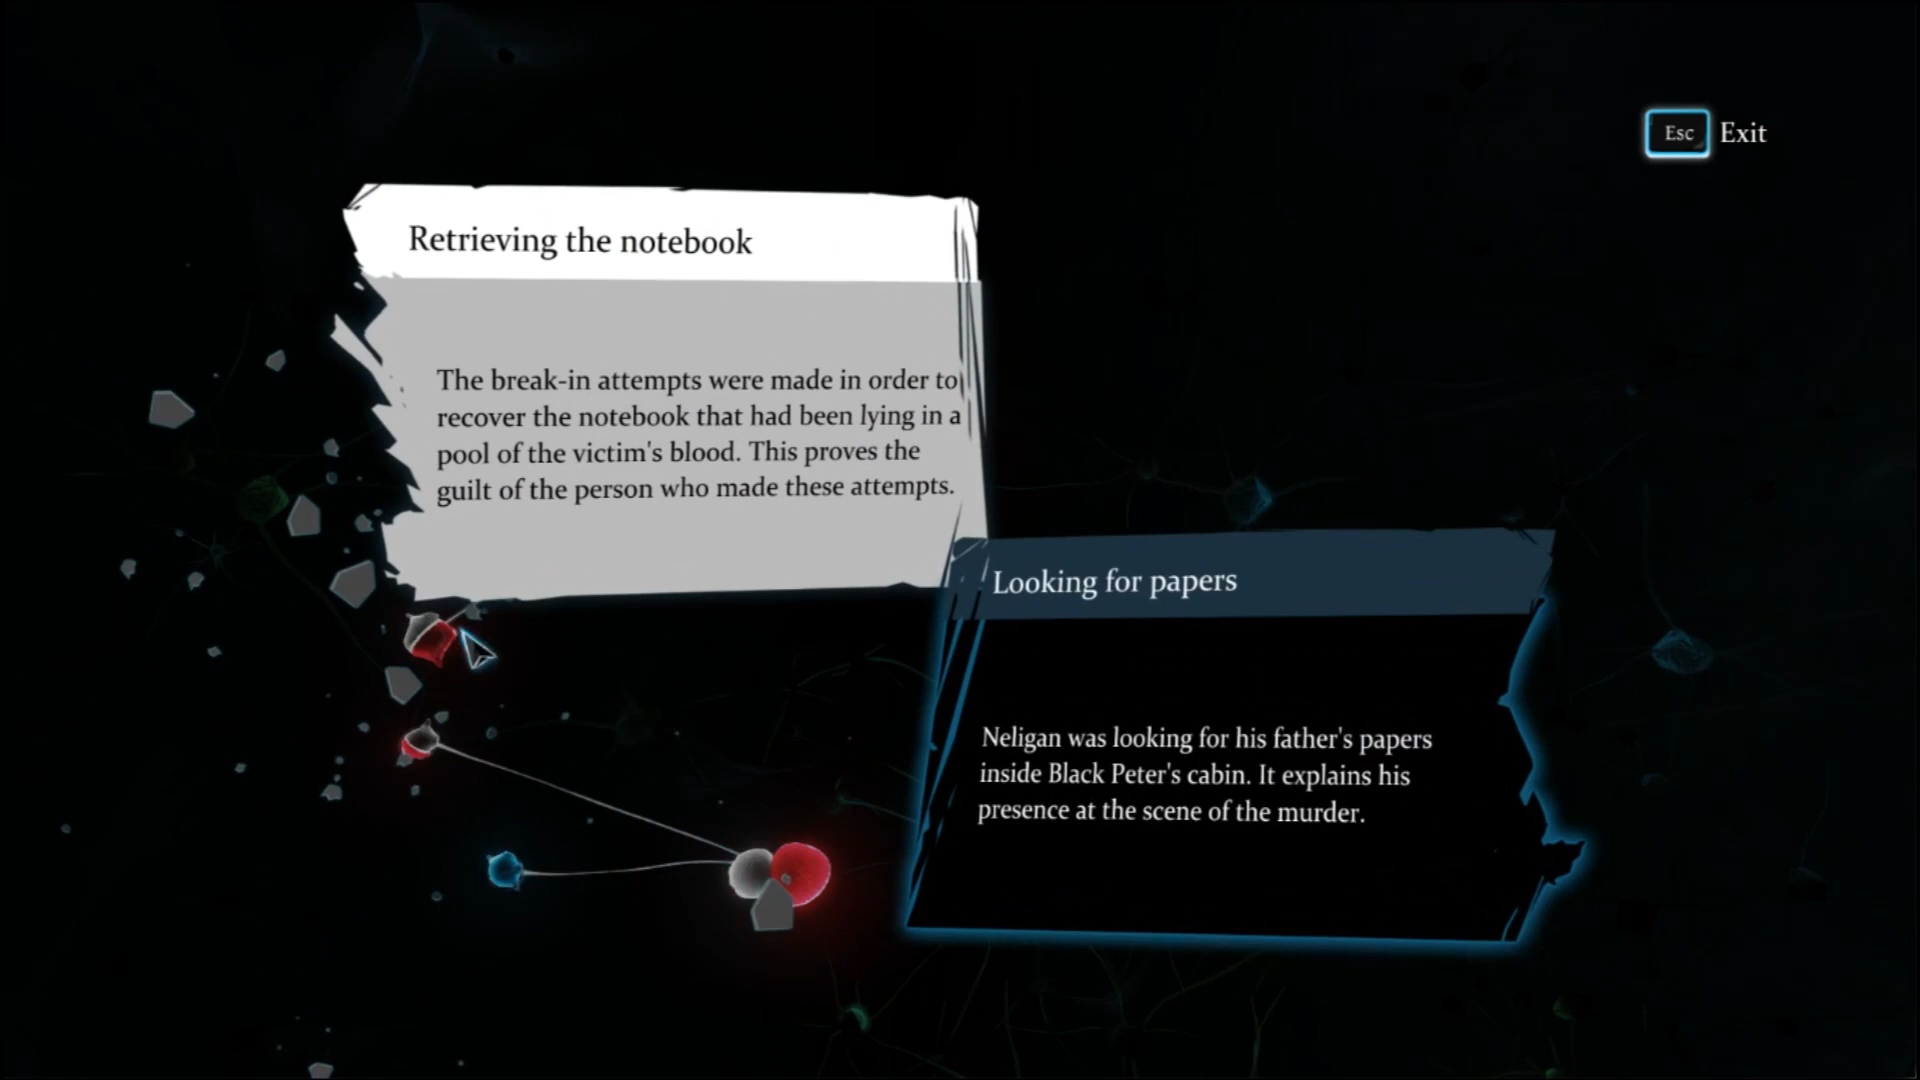 Esc Exit
Retrieving the notebook
The break-in attempts were made in order to
recover the notebook that had been lying in a
pool of the victim's blood. This proves the
guilt of the person who made these attempts.
Looking for papers
Neligan was looking for his father's papers
inside Black Peter's cabin. It explains his
presence at the scene of the murder.